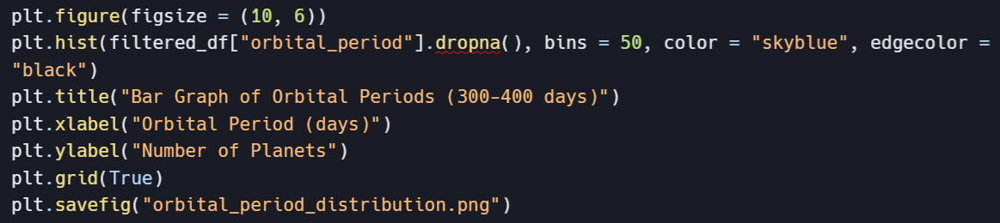 plt.figure(figsize = (10, 6))
plt.hist(filtered_df["orbital_period"].dropna(), bins = 50, color = "skyblue", edgecolor =
"black")
plt.title("Bar Graph of Orbital Periods (300-400 days)")
plt.xlabel("Orbital Period (days)")
plt.ylabel("Number of Planets")
plt.grid(True)
plt.savefig("orbital_period_distribution.png")